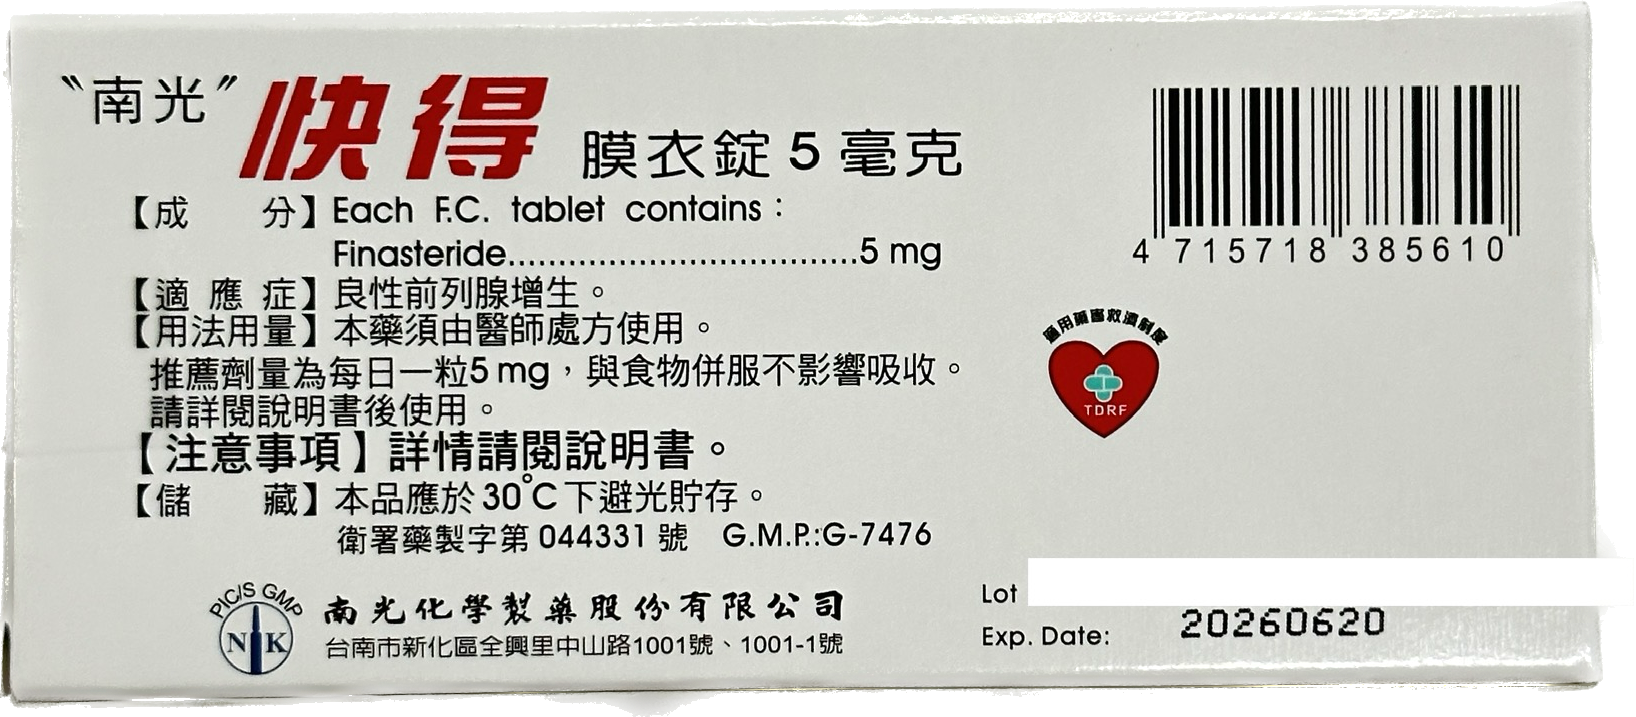 〝南光〞快得 膜衣錠 5 毫克
【成　　分】Each F.C. tablet contains：
Finasteride..................................5 mg
【適 應 症】良性前列腺增生。
【用法用量】本藥須由醫師處方使用。
推薦劑量為每日一粒5 mg，與食物併服不影響吸收。
請詳閱說明書後使用。
【注意事項】詳情請閱說明書。
【儲　　藏】本品應於 30°C 下避光貯存。
衛署藥製字第 044331 號　G.M.P.:G-7476
PIC/S GMP
NK
南光化學製藥股份有限公司
台南市新化區全興里中山路1001號、1001-1號
4 715718 385610
藥害救濟制度
TDRF
Lot
Exp. Date: 20260620